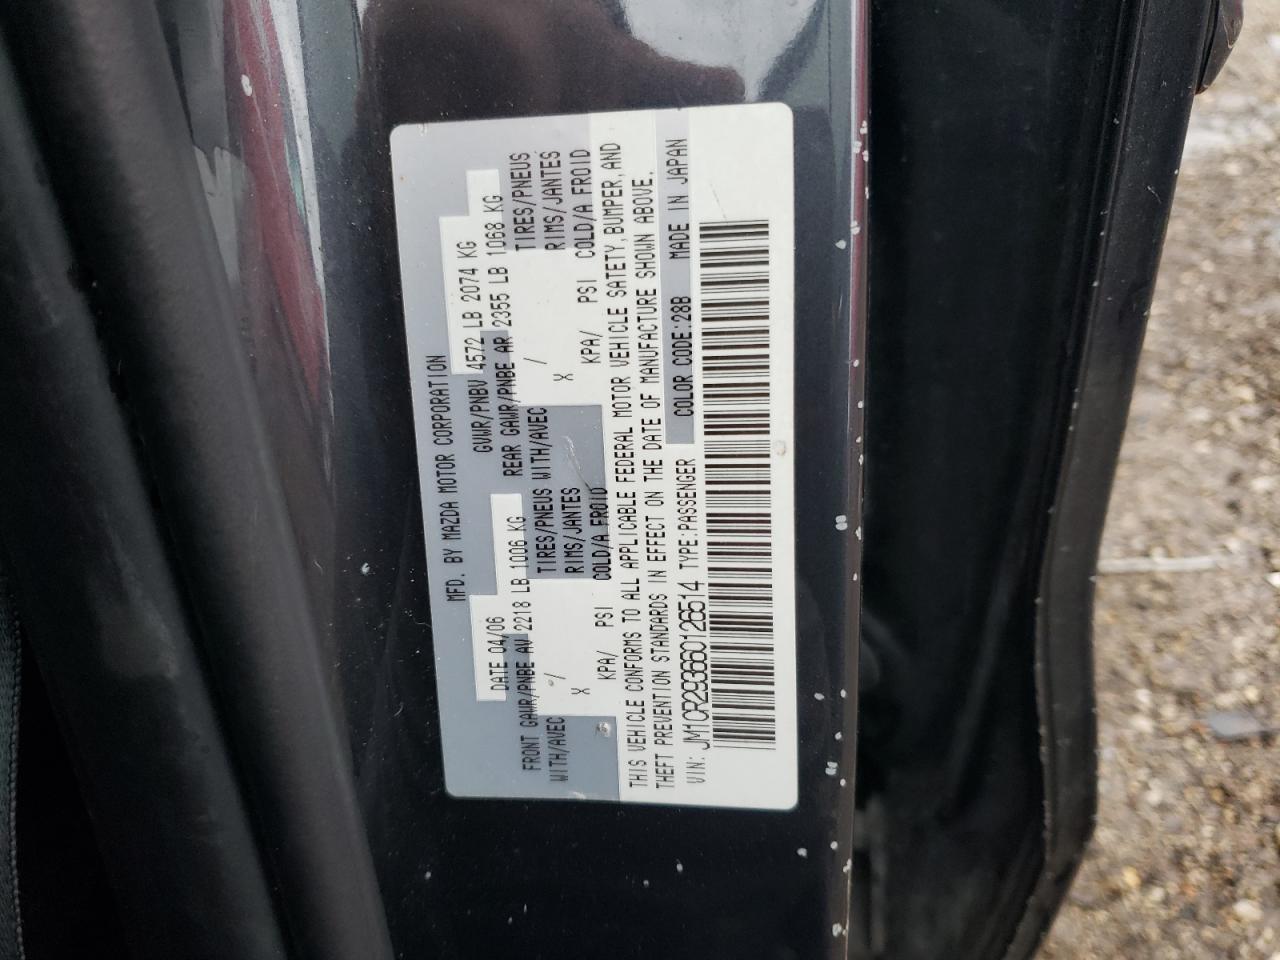 MFD. BY MAZDA MOTOR CORPORATION
DATE 04/06 GVWR/PNBV 4572 LB 2074 KG
FRONT GAWR/PNBE AV 2218 LB 1006 KG REAR GAWR/PNBE AR 2355 LB 1068 KG
WITH/AVEC / TIRES/PNEUS WITH/AVEC / TIRES/PNEUS
X RIMS/JANTES X RIMS/JANTES
KPA/ PSI COLD/A FROID KPA/ PSI COLD/A FROID
THIS VEHICLE CONFORMS TO ALL APPLICABLE FEDERAL MOTOR VEHICLE SATETY, BUMPER, AND
THEFT PREVENTION STANDARDS IN EFFECT ON THE DATE OF MANUFACTURE SHOWN ABOVE.
VIN: JM1CR293660126514 TYPE:PASSENGER COLOR CODE:28B MADE IN JAPAN